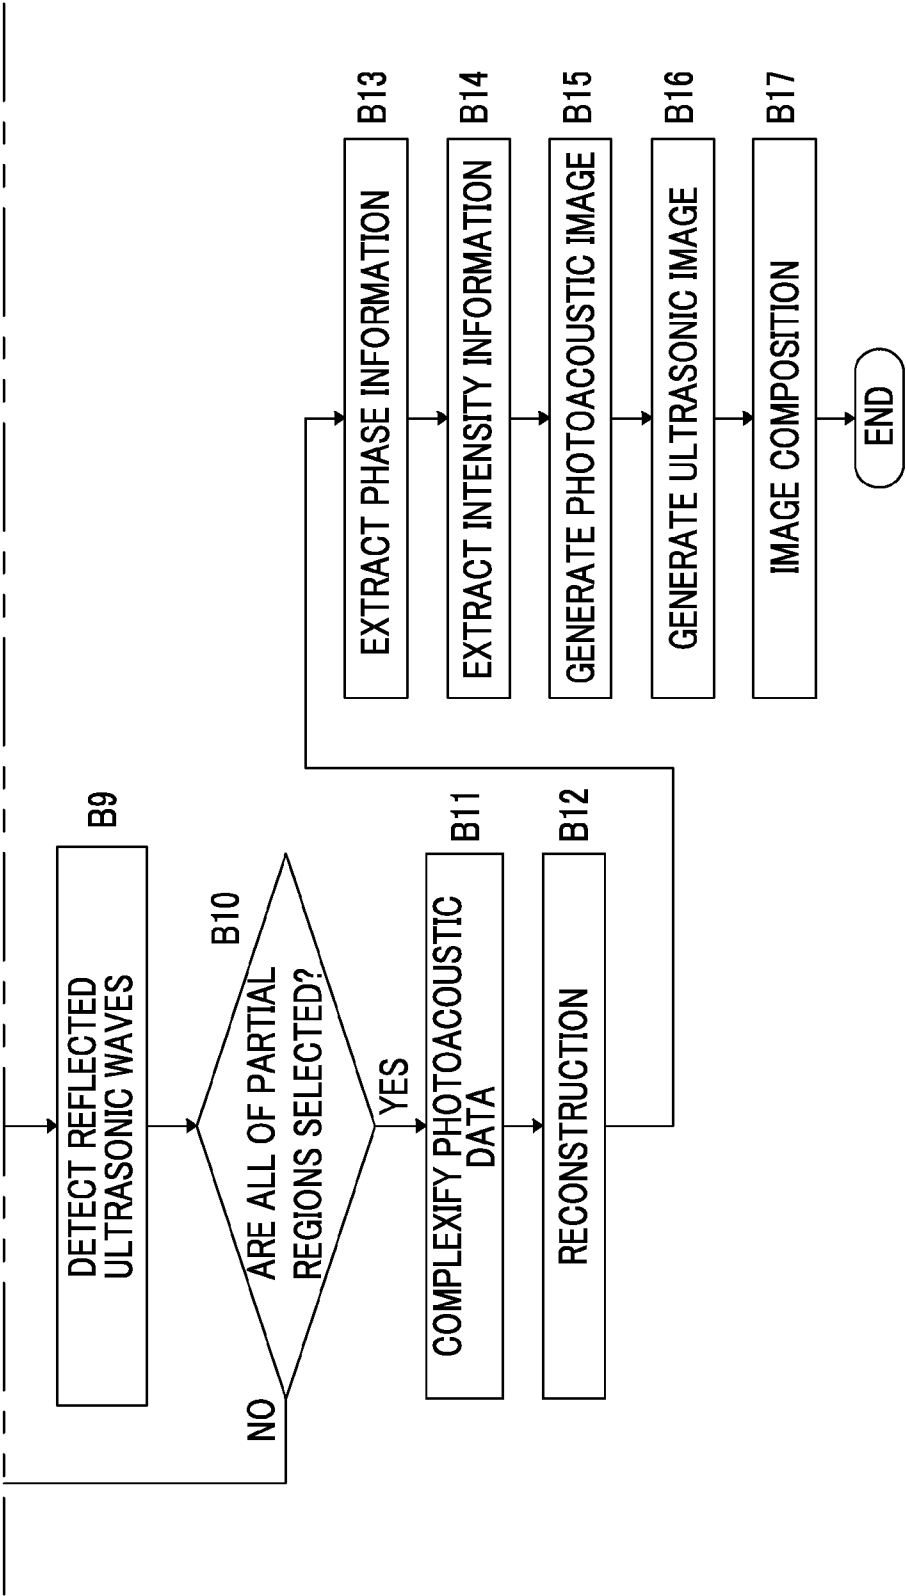 B9
DETECT REFLECTED
ULTRASONIC WAVES
B10
ARE ALL OF PARTIAL
REGIONS SELECTED?
NO
YES
B11
COMPLEXIFY PHOTOACOUSTIC
DATA
B12
RECONSTRUCTION
B13
EXTRACT PHASE INFORMATION
B14
EXTRACT INTENSITY INFORMATION
B15
GENERATE PHOTOACOUSTIC IMAGE
B16
GENERATE ULTRASONIC IMAGE
B17
IMAGE COMPOSITION
END